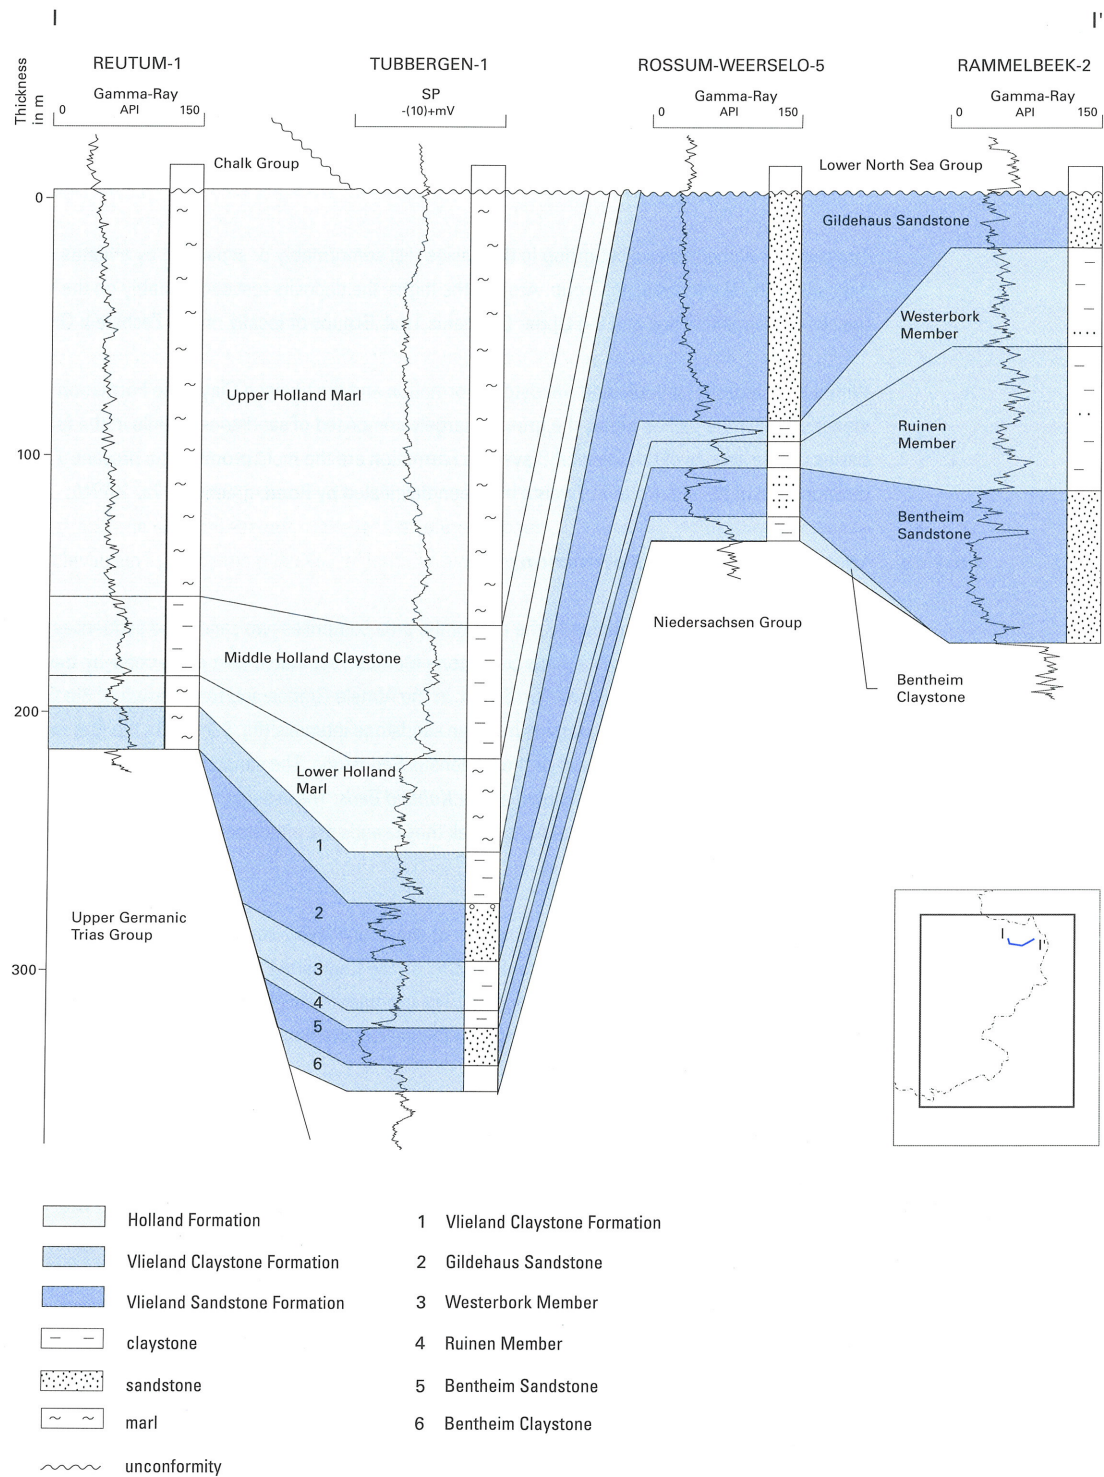 I
I'
REUTUM-1
TUBBERGEN-1
ROSSUM-WEERSELO-5
RAMMELBEEK-2
Thickness
in m
Gamma-Ray
0 API 150
SP
-(10)+mV
Gamma-Ray
0 API 150
Gamma-Ray
0 API 150
Chalk Group
Lower North Sea Group
0
Gildehaus Sandstone
Westerbork
Member
Upper Holland Marl
Ruinen
Member
100
Bentheim
Sandstone
Niedersachsen Group
Middle Holland Claystone
Bentheim
Claystone
200
Lower Holland
Marl
1
2
Upper Germanic
Trias Group
3
300
4
5
6
I
I'
Holland Formation
Vlieland Claystone Formation
Vlieland Sandstone Formation
claystone
sandstone
marl
unconformity
1 Vlieland Claystone Formation
2 Gildehaus Sandstone
3 Westerbork Member
4 Ruinen Member
5 Bentheim Sandstone
6 Bentheim Claystone